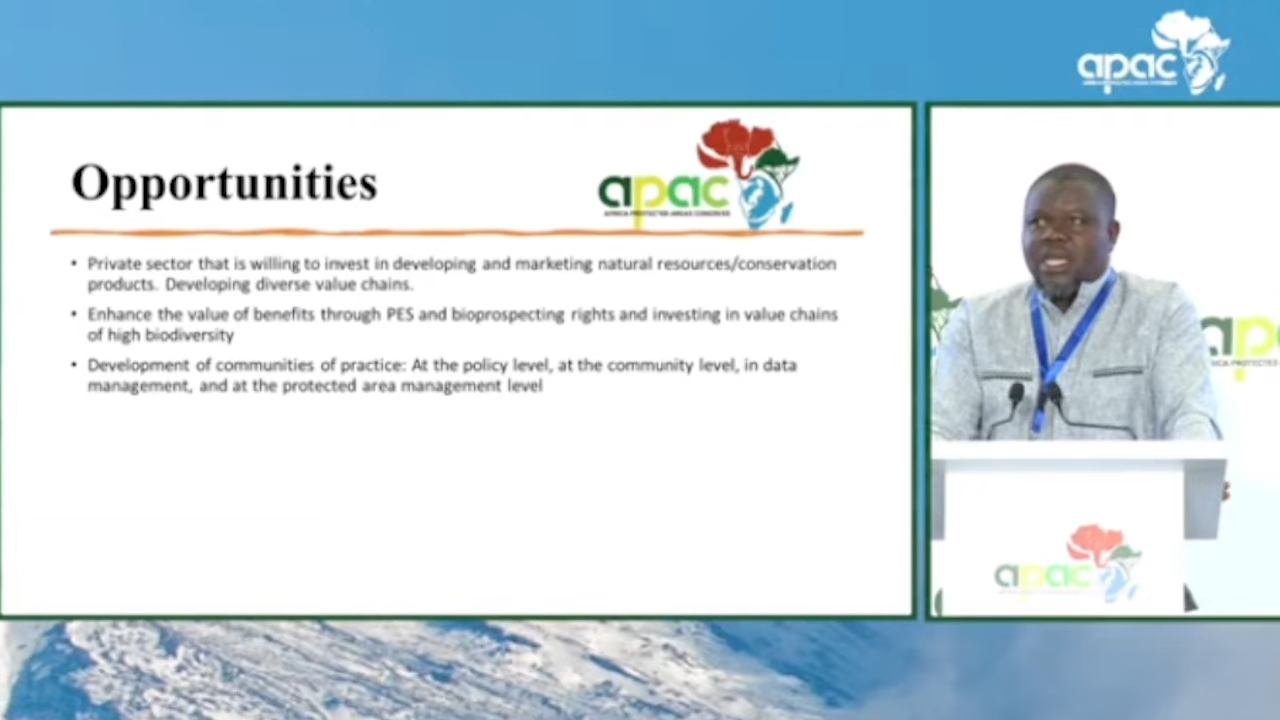 apac
Opportunities
apac
AFRICA PROTECTED AREAS CONGRESS
• Private sector that is willing to invest in developing and marketing natural resources/conservation
products. Developing diverse value chains.
• Enhance the value of benefits through PES and bioprospecting rights and investing in value chains
of high biodiversity
• Development of communities of practice: At the policy level, at the community level, in data
management, and at the protected area management level
ap
apac